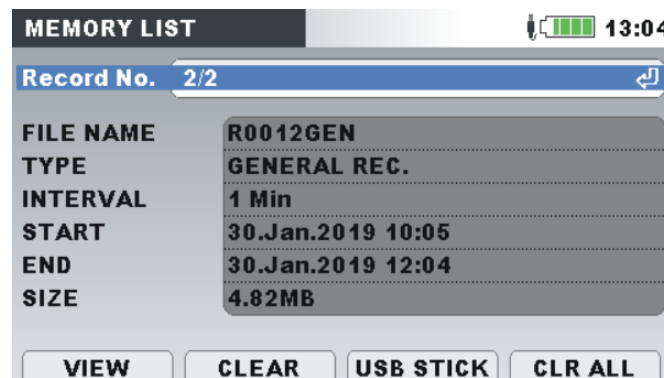 MEMORY LIST 13:04
Record No. 2/2
FILE NAME R0012GEN
TYPE GENERAL REC.
INTERVAL 1 Min
START 30.Jan.2019 10:05
END 30.Jan.2019 12:04
SIZE 4.82MB
VIEW CLEAR USB STICK CLR ALL